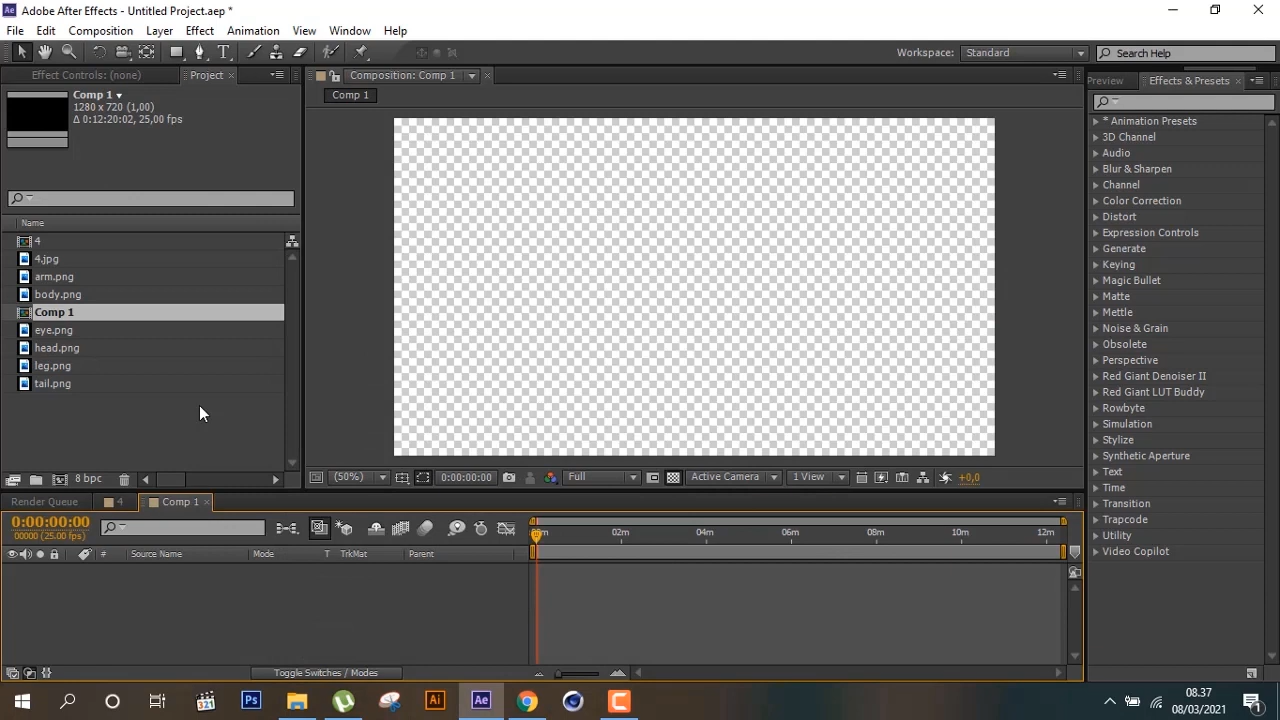 Adobe After Effects - Untitled Project.aep *
File Edit Composition Layer Effect Animation View Window Help
Workspace: Standard Search Help
Effect Controls: (none) Project
Composition: Comp 1
Preview Effects & Presets
Comp 1
1280 x 720 (1,00)
Δ 0:12:20:02, 25,00 fps
Comp 1
Name
4
4.jpg
arm.png
body.png
Comp 1
eye.png
head.png
leg.png
tail.png
8 bpc
(50%) 0:00:00:00 Full Active Camera 1 View +0,0
* Animation Presets
3D Channel
Audio
Blur & Sharpen
Channel
Color Correction
Distort
Expression Controls
Generate
Keying
Magic Bullet
Matte
Mettle
Noise & Grain
Obsolete
Perspective
Red Giant Denoiser II
Red Giant LUT Buddy
Rowbyte
Simulation
Stylize
Synthetic Aperture
Text
Time
Transition
Trapcode
Utility
Video Copilot
Render Queue 4 Comp 1
0:00:00:00
00000 (25.00 fps)
02m 04m 06m 08m 10m 12m
# Source Name Mode T TrkMat Parent
Toggle Switches / Modes
Ps Ai Ae
08.37
08/03/2021